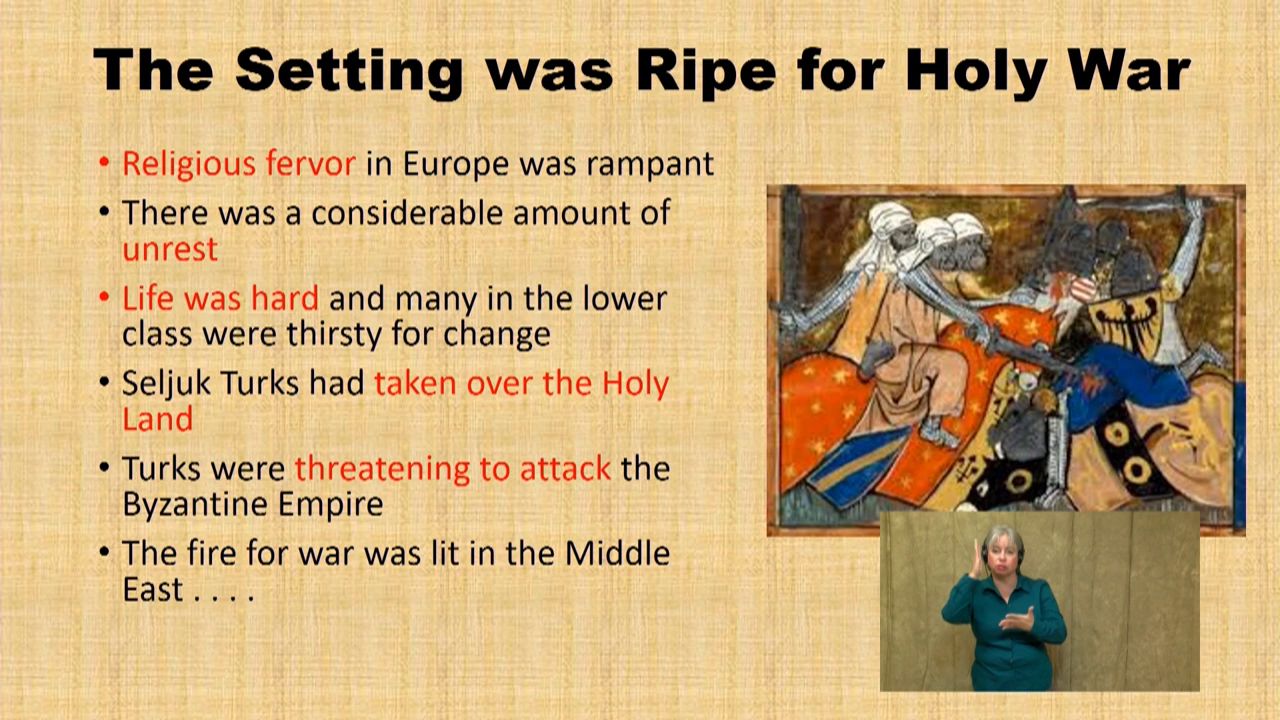 The Setting was Ripe for Holy War
• Religious fervor in Europe was rampant
• There was a considerable amount of
unrest
• Life was hard and many in the lower
class were thirsty for change
• Seljuk Turks had taken over the Holy
Land
• Turks were threatening to attack the
Byzantine Empire
• The fire for war was lit in the Middle
East . . . .